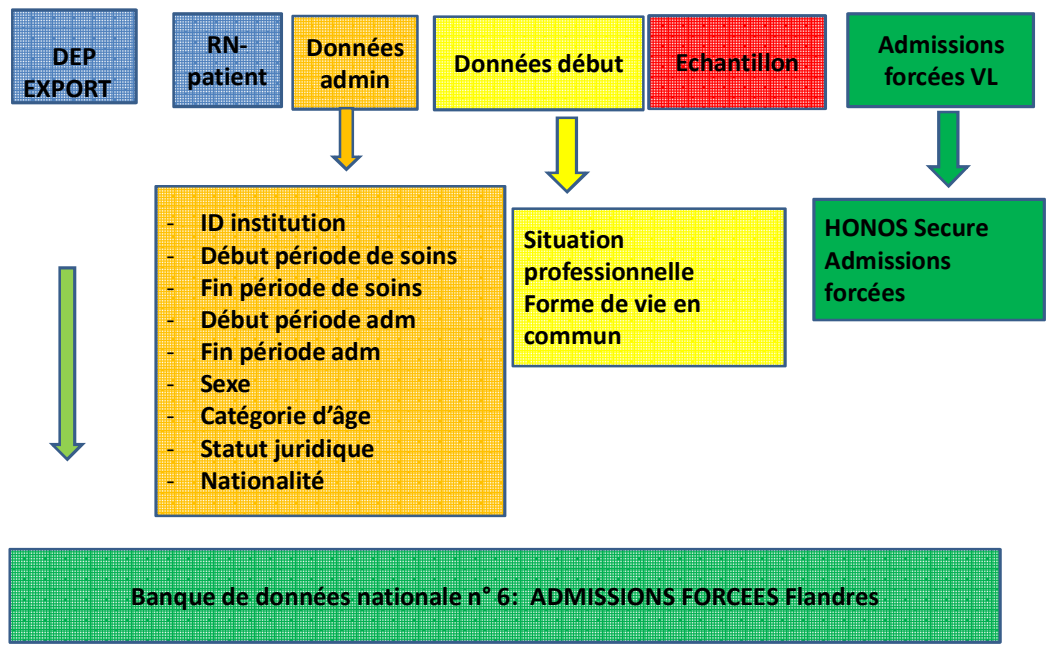 DEP
EXPORT
RN-
patient
Données
admin
Données début
Echantillon
Admissions
forcées VL
- ID institution
- Début période de soins
- Fin période de soins
- Début période adm
- Fin période adm
- Sexe
- Catégorie d’âge
- Statut juridique
- Nationalité
Situation
professionnelle
Forme de vie en
commun
HONOS Secure
Admissions
forcées
Banque de données nationale n° 6: ADMISSIONS FORCEES Flandres